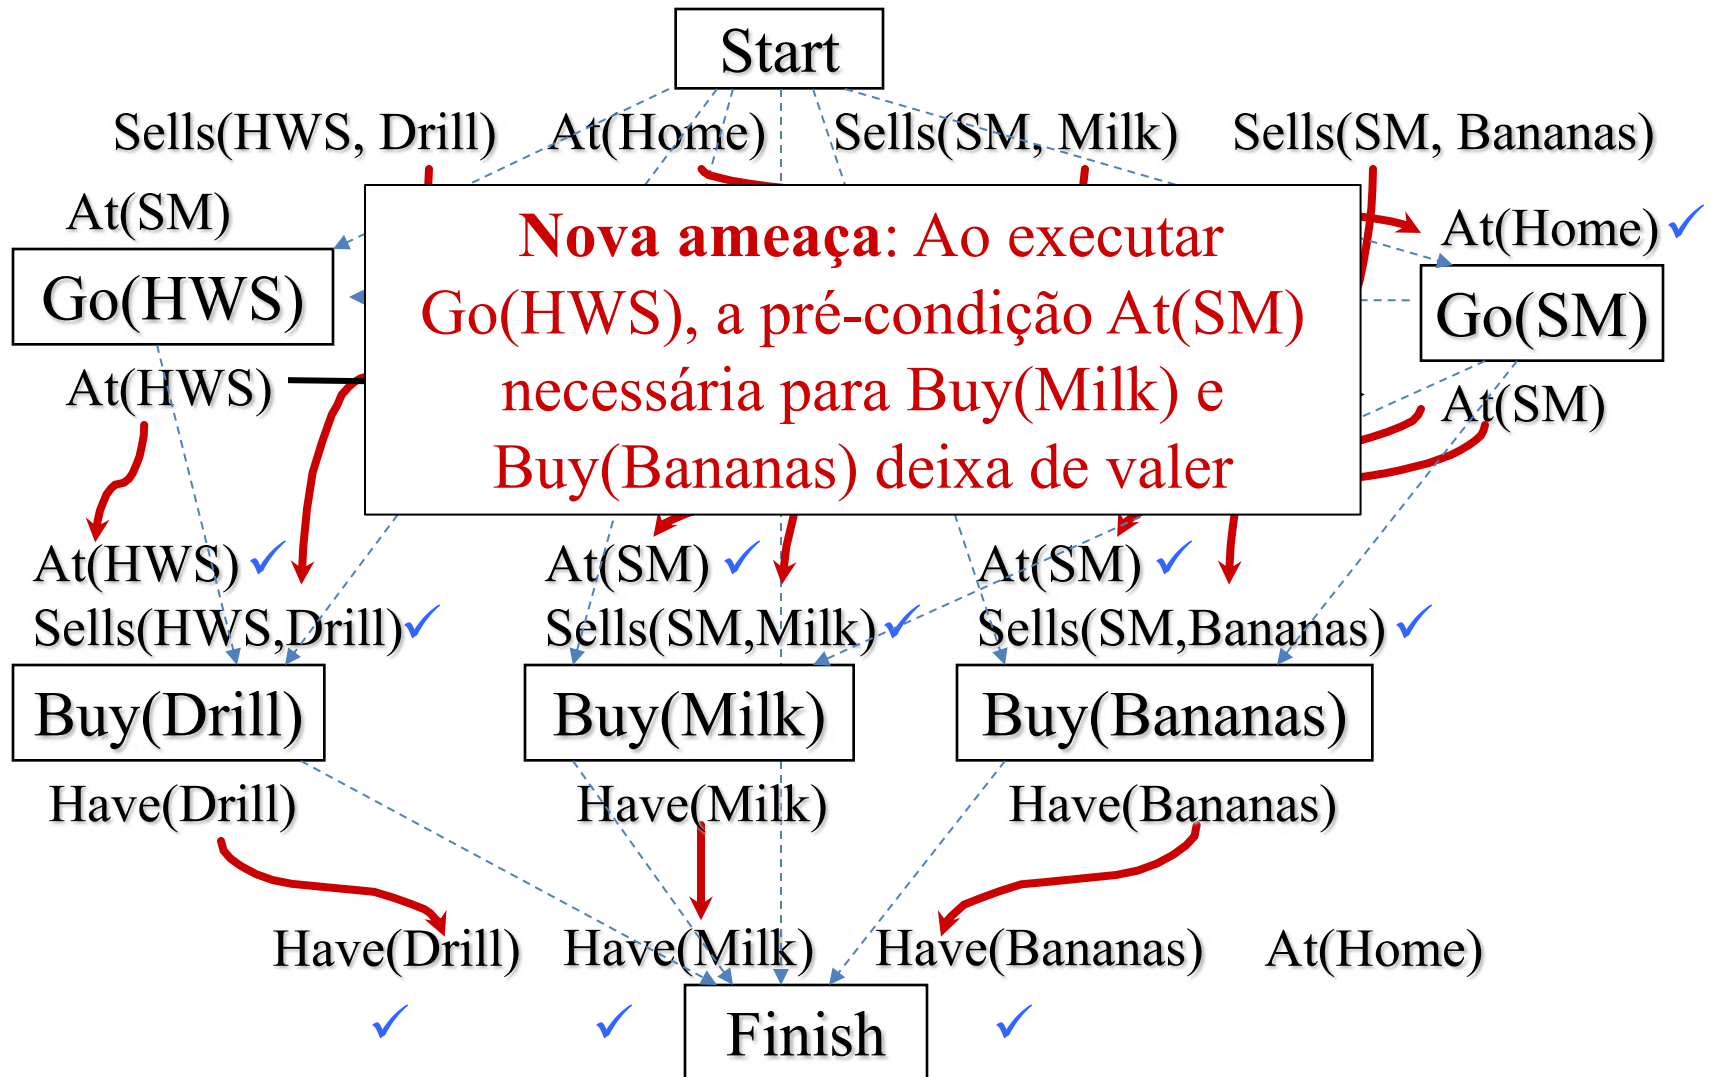 Start
Sells(HWS, Drill) At(Home) Sells(SM, Milk) Sells(SM, Bananas)
At(SM)
At(Home)
Go(HWS)
Go(SM)
At(HWS)
At(SM)
Nova ameaça: Ao executar
Go(HWS), a pré-condição At(SM)
necessária para Buy(Milk) e
Buy(Bananas) deixa de valer
At(HWS) At(SM) At(SM)
Sells(HWS,Drill) Sells(SM,Milk) Sells(SM,Bananas)
Buy(Drill) Buy(Milk) Buy(Bananas)
Have(Drill) Have(Milk) Have(Bananas)
Have(Drill) Have(Milk) Have(Bananas) At(Home)
Finish